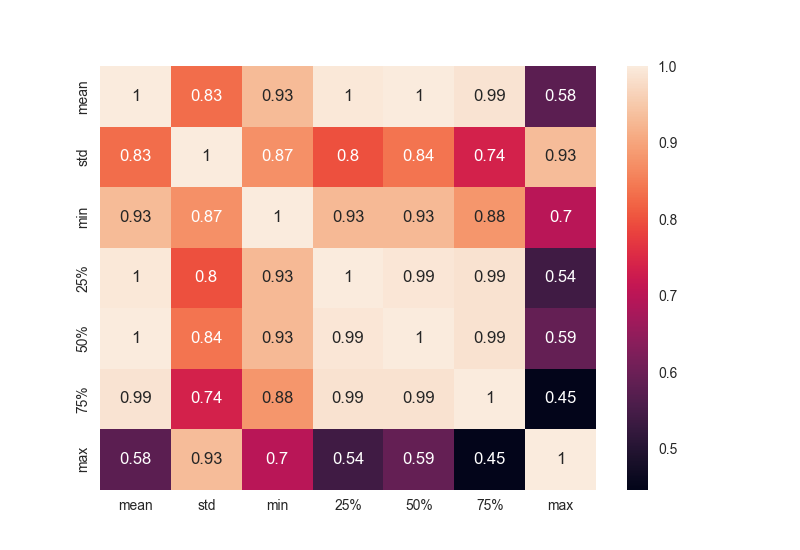 mean 1 0.83 0.93 1 1 0.99 0.58
std 0.83 1 0.87 0.8 0.84 0.74 0.93
min 0.93 0.87 1 0.93 0.93 0.88 0.7
25% 1 0.8 0.93 1 0.99 0.99 0.54
50% 1 0.84 0.93 0.99 1 0.99 0.59
75% 0.99 0.74 0.88 0.99 0.99 1 0.45
max 0.58 0.93 0.7 0.54 0.59 0.45 1
mean std min 25% 50% 75% max
1.0
0.9
0.8
0.7
0.6
0.5